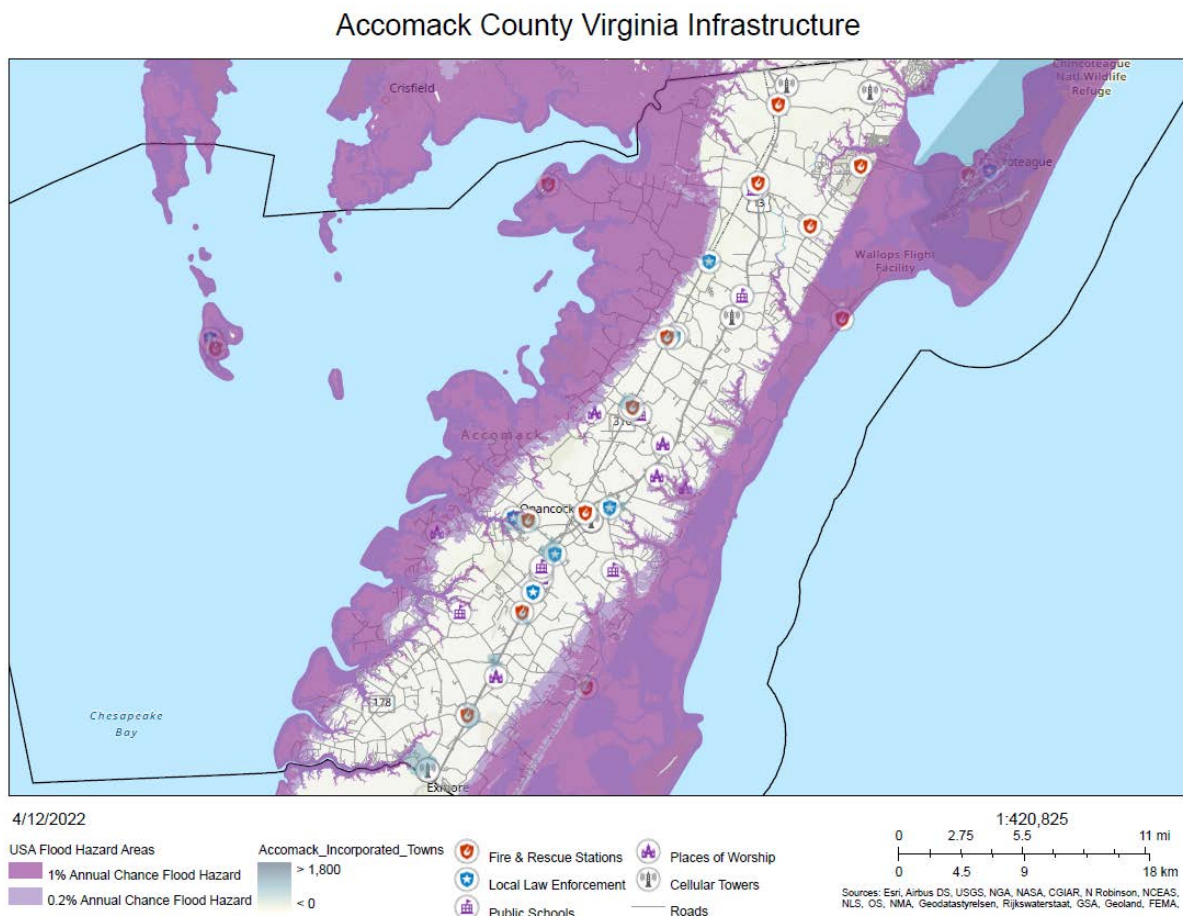 Accomack County Virginia Infrastructure
Crisfield
Chincoteague
Natl Wildlife
Refuge
oteague
13
Wallops Flight
Facility
Accomack
316
Onancock
178
Chesapeake
Bay
Exmore
4/12/2022
1:420,825
0 2.75 5.5 11 mi
0 4.5 9 18 km
USA Flood Hazard Areas
1% Annual Chance Flood Hazard
0.2% Annual Chance Flood Hazard
Accomack_Incorporated_Towns
> 1,800
< 0
Fire & Rescue Stations
Local Law Enforcement
Public Schools
Places of Worship
Cellular Towers
Roads
Sources: Esri, Airbus DS, USGS, NGA, NASA, CGIAR, N Robinson, NCEAS,
NLS, OS, NMA, Geodatastyrelsen, Rijkswaterstaat, GSA, Geoland, FEMA,